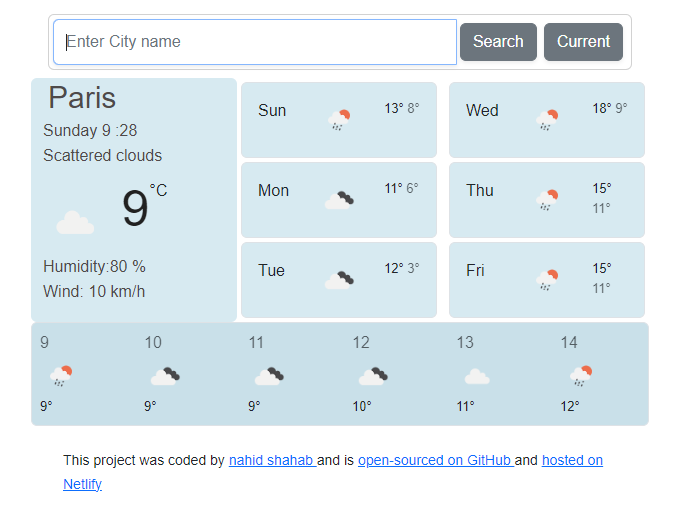 Enter City name
Search
Current
Paris
Sunday 9 :28
Scattered clouds
9 °C
Humidity:80 %
Wind: 10 km/h
Sun 13° 8°
Mon 11° 6°
Tue 12° 3°
Wed 18° 9°
Thu 15°
11°
Fri 15°
11°
9 10 11 12 13 14
9° 9° 9° 10° 11° 12°
This project was coded by nahid shahab and is open-sourced on GitHub and hosted on
Netlify